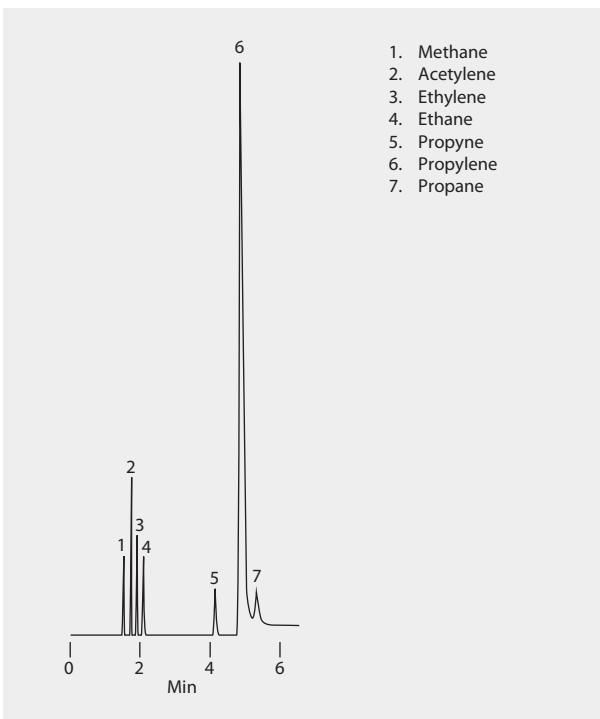 6
1. Methane
2. Acetylene
3. Ethylene
4. Ethane
5. Propyne
6. Propylene
7. Propane
2
3
1 4
5 7
0 2 4 6
Min